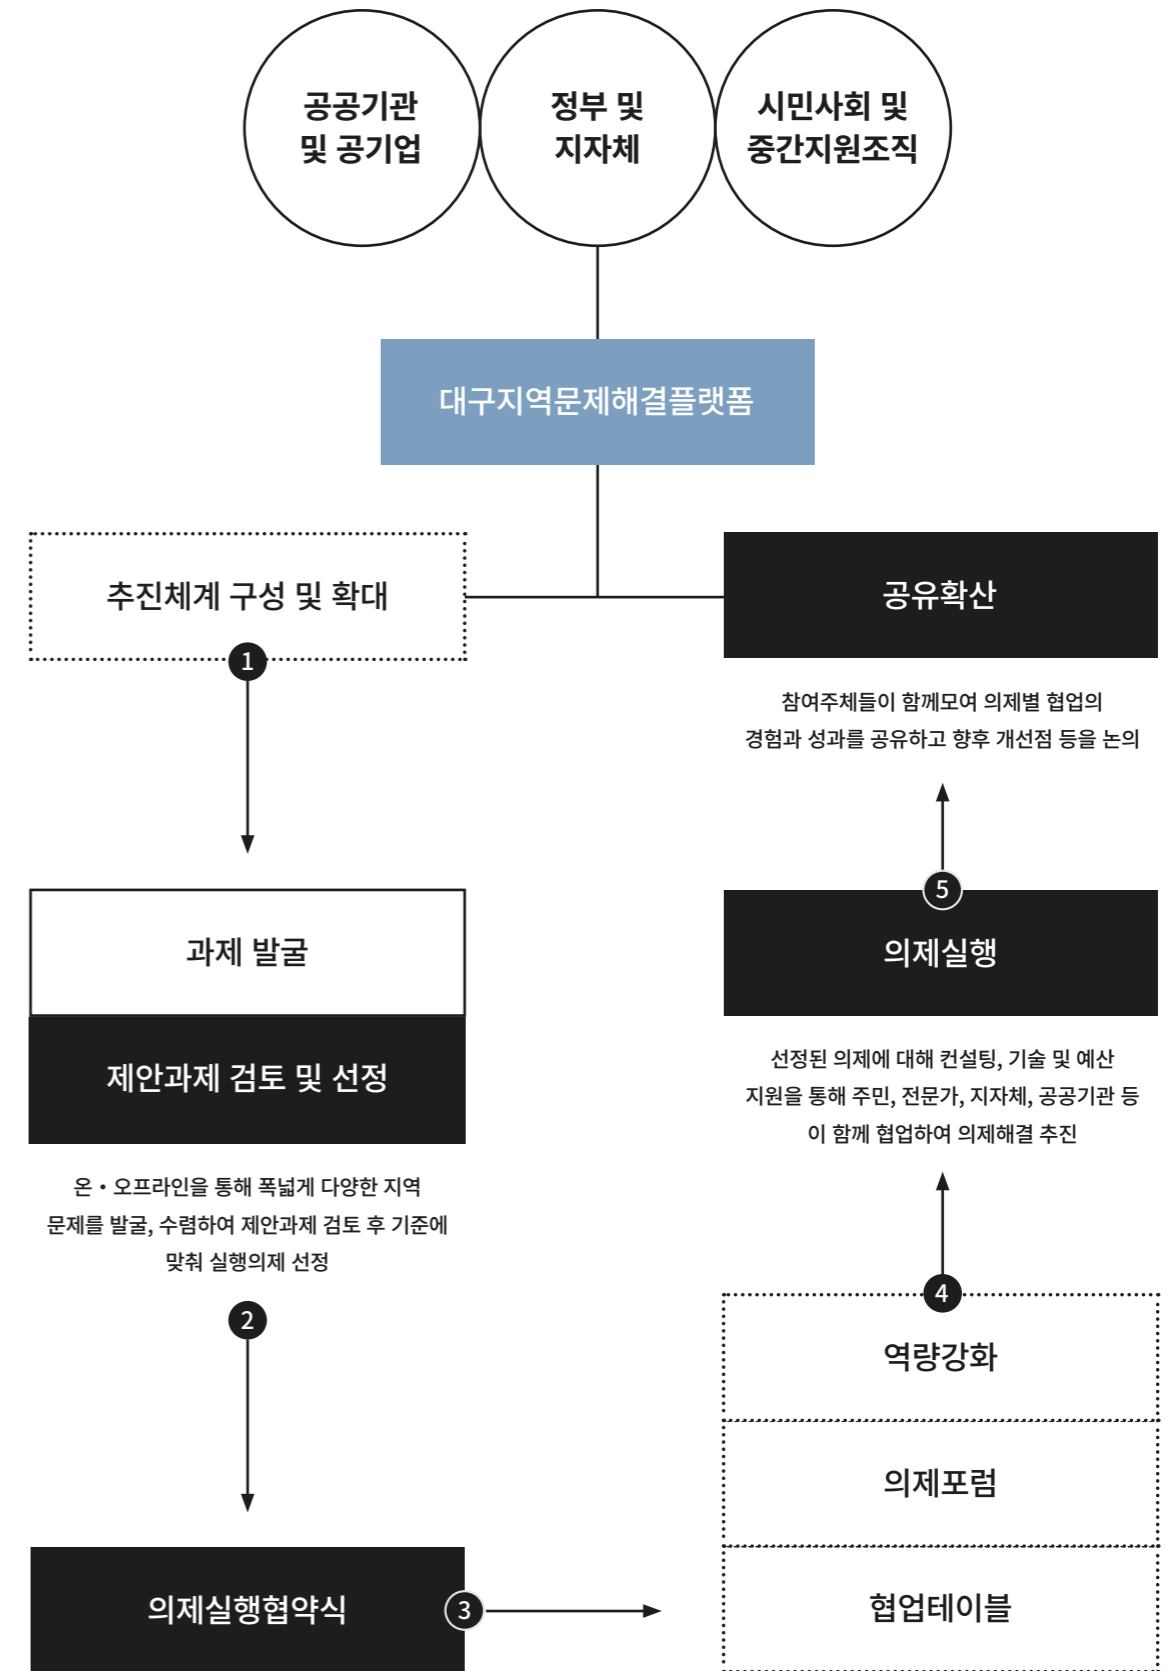 공공기관
및 공기업
정부 및
지자체
시민사회 및
중간지원조직
대구지역문제해결플랫폼
추진체계 구성 및 확대
1
과제 발굴
제안과제 검토 및 선정
온・오프라인을 통해 폭넓게 다양한 지역
문제를 발굴, 수렴하여 제안과제 검토 후 기준에
맞춰 실행의제 선정
2
의제실행협약식
3
역량강화
의제포럼
협업테이블
4
의제실행
선정된 의제에 대해 컨설팅, 기술 및 예산
지원을 통해 주민, 전문가, 지자체, 공공기관 등
이 함께 협업하여 의제해결 추진
5
공유확산
참여주체들이 함께모여 의제별 협업의
경험과 성과를 공유하고 향후 개선점 등을 논의